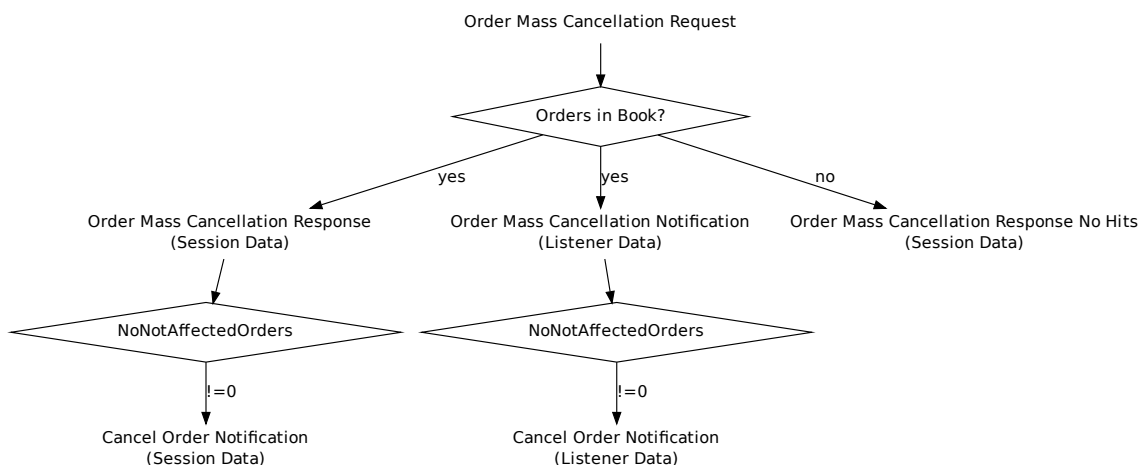 Order Mass Cancellation Request
Orders in Book?
yes
yes
no
Order Mass Cancellation Response
(Session Data)
Order Mass Cancellation Notification
(Listener Data)
Order Mass Cancellation Response No Hits
(Session Data)
NoNotAffectedOrders
NoNotAffectedOrders
!=0
!=0
Cancel Order Notification
(Session Data)
Cancel Order Notification
(Listener Data)